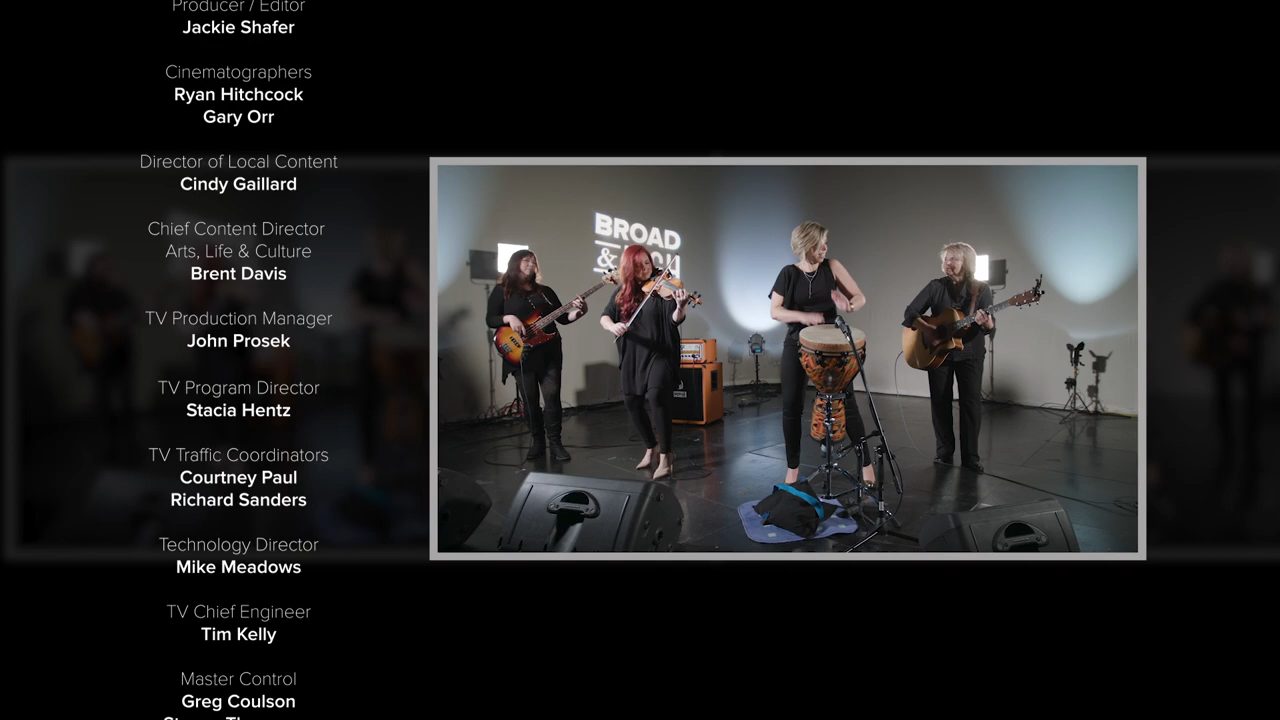 Producer / Editor
Jackie Shafer
Cinematographers
Ryan Hitchcock
Gary Orr
Director of Local Content
Cindy Gaillard
Chief Content Director
Arts, Life & Culture
Brent Davis
TV Production Manager
John Prosek
TV Program Director
Stacia Hentz
TV Traffic Coordinators
Courtney Paul
Richard Sanders
Technology Director
Mike Meadows
TV Chief Engineer
Tim Kelly
Master Control
Greg Coulson
BROAD
&